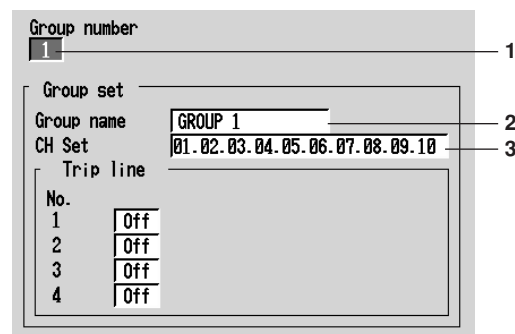 Group number
1
1
Group set
Group name GROUP 1
2
CH Set 01.02.03.04.05.06.07.08.09.10
3
Trip line
No.
1 Off
2 Off
3 Off
4 Off